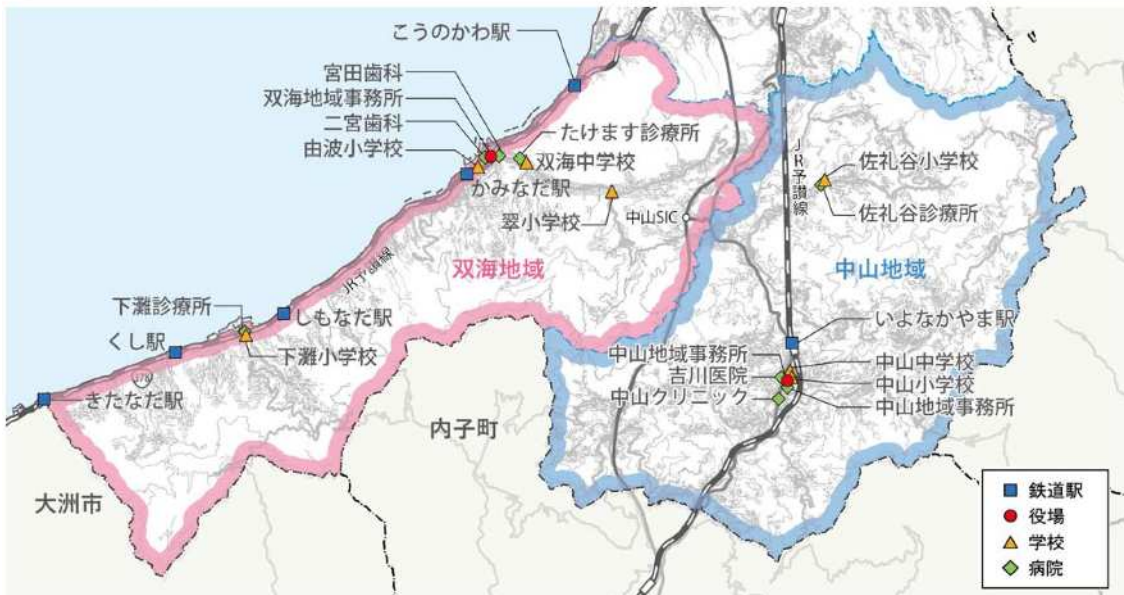 こうのかわ駅
宮田歯科
双海地域事務所
二宮歯科
由波小学校
たけます診療所
双海中学校
かみなだ駅
翠小学校
中山SIC
JR予讃線
佐礼谷小学校
佐礼谷診療所
双海地域
中山地域
JR予讃線
下灘診療所
しもなだ駅
くし駅
下灘小学校
378
きたなだ駅
いよなかやま駅
中山地域事務所
吉川医院
中山クリニック
中山中学校
中山小学校
中山地域事務所
内子町
大洲市
鉄道駅
役場
学校
病院